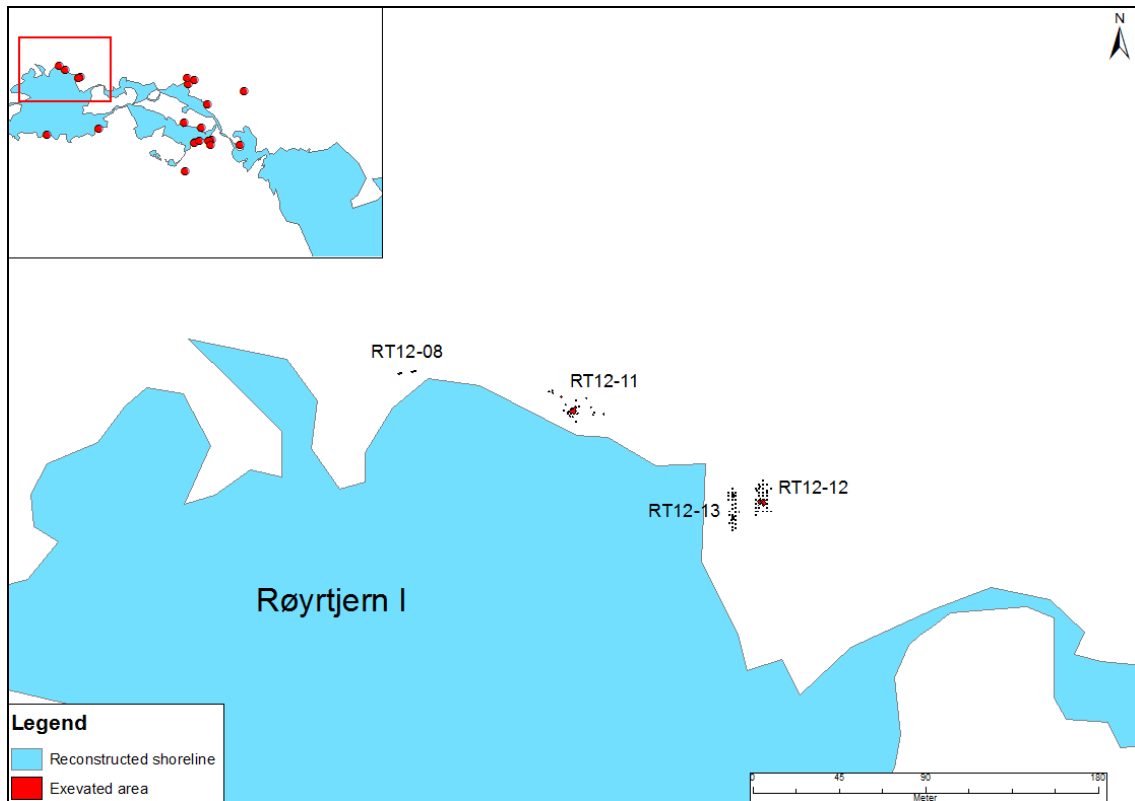 N
RT12-08
RT12-11
RT12-12
RT12-13
Røyrtjern I
Legend
Reconstructed shoreline
Exevated area
0 45 90 180
Meter